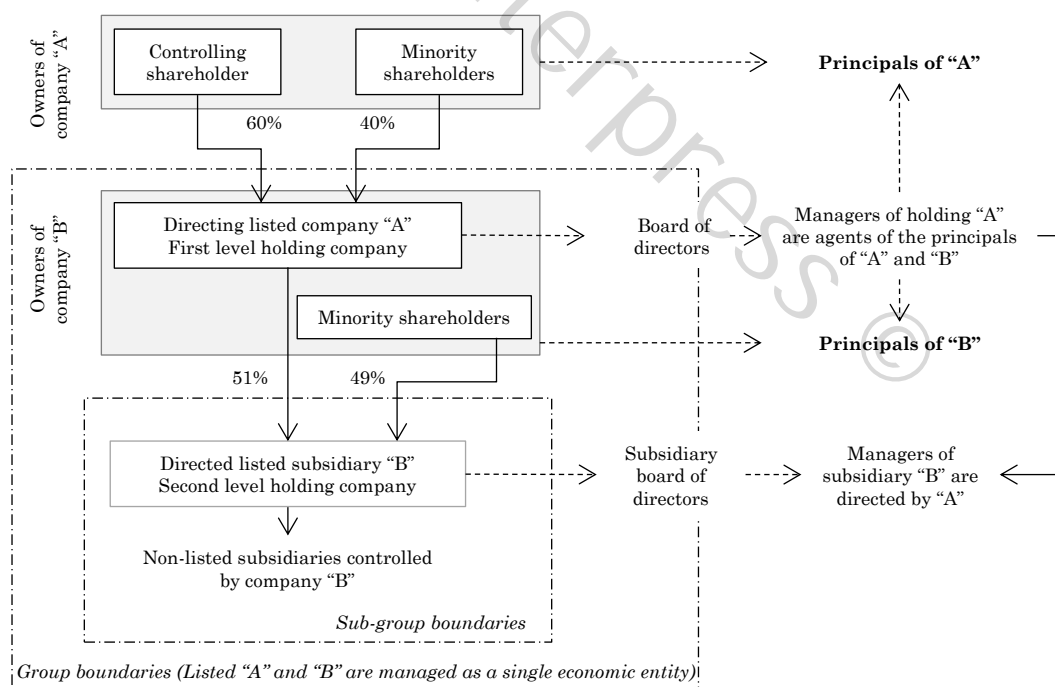 Owners of
company “A”
Controlling
shareholder
Minority
shareholders
Principals of “A”
60%
40%
Owners of
company “B”
Directing listed company “A”
First level holding company
Board of
directors
Managers of holding “A”
are agents of the principals
of “A” and “B”
Minority shareholders
Principals of “B”
51%
49%
Directed listed subsidiary “B”
Second level holding company
Subsidiary
board of
directors
Managers of
subsidiary “B” are
directed by “A”
Non-listed subsidiaries controlled
by company “B”
Sub-group boundaries
Group boundaries (Listed “A” and “B” are managed as a single economic entity)
terpress ©